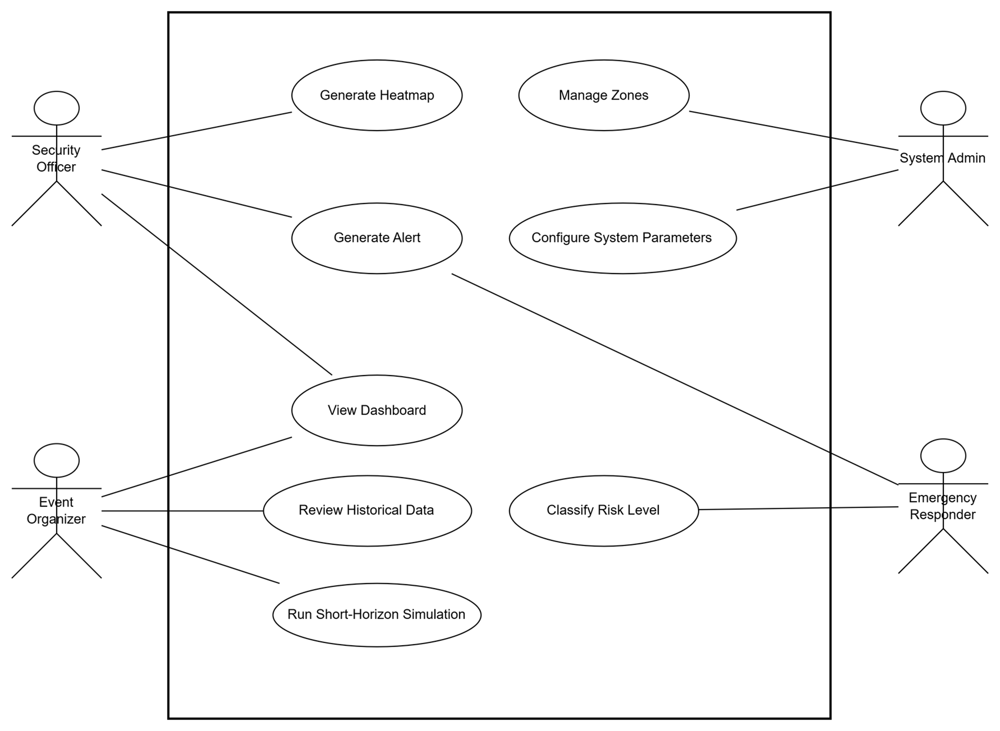 Generate Heatmap
Manage Zones
Security
Officer
System Admin
Generate Alert
Configure System Parameters
View Dashboard
Event
Organizer
Review Historical Data
Classify Risk Level
Emergency
Responder
Run Short-Horizon Simulation